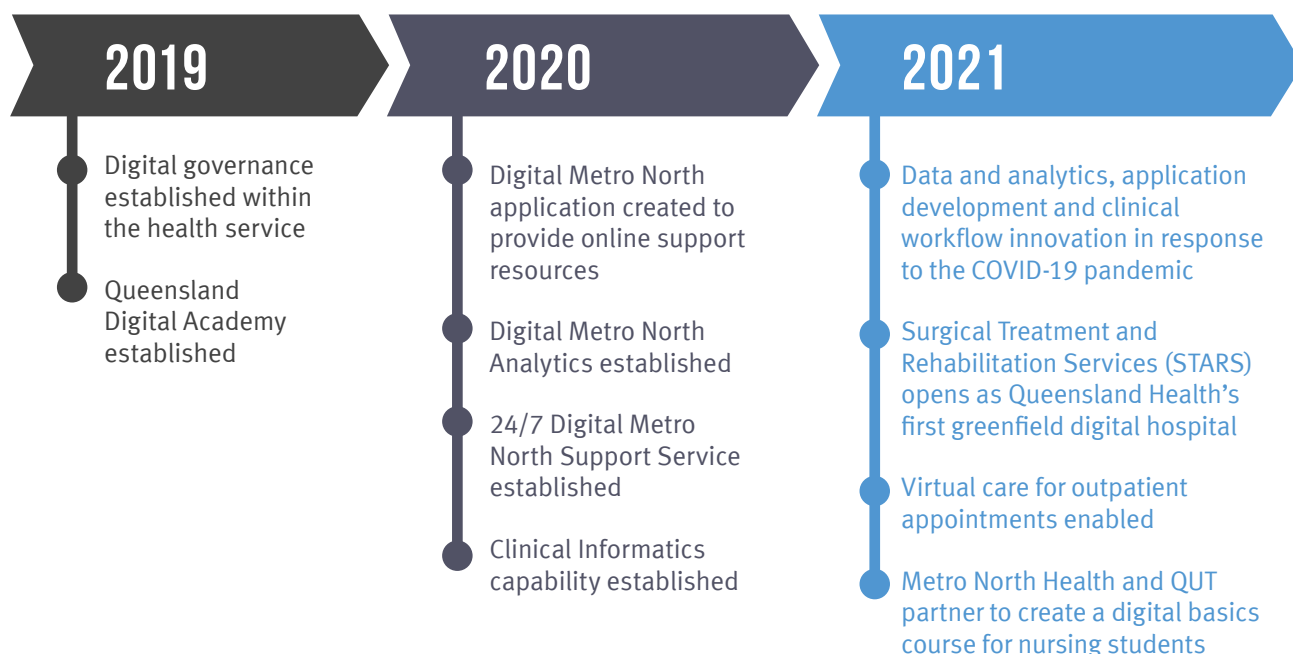 2019
Digital governance
established within
the health service
Queensland
Digital Academy
established
2020
Digital Metro North
application created to
provide online support
resources
Digital Metro North
Analytics established
24/7 Digital Metro
North Support Service
established
Clinical Informatics
capability established
2021
Data and analytics, application
development and clinical
workflow innovation in response
to the COVID-19 pandemic
Surgical Treatment and
Rehabilitation Services (STARS)
opens as Queensland Health’s
first greenfield digital hospital
Virtual care for outpatient
appointments enabled
Metro North Health and QUT
partner to create a digital basics
course for nursing students